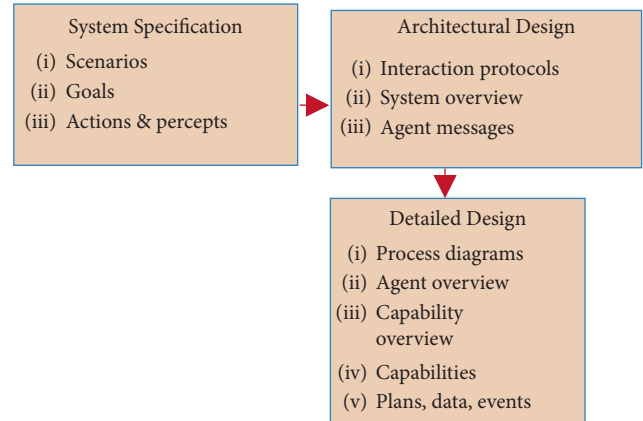 System Specification
(i) Scenarios
(ii) Goals
(iii) Actions & percepts
Architectural Design
(i) Interaction protocols
(ii) System overview
(iii) Agent messages
Detailed Design
(i) Process diagrams
(ii) Agent overview
(iii) Capability
overview
(iv) Capabilities
(v) Plans, data, events